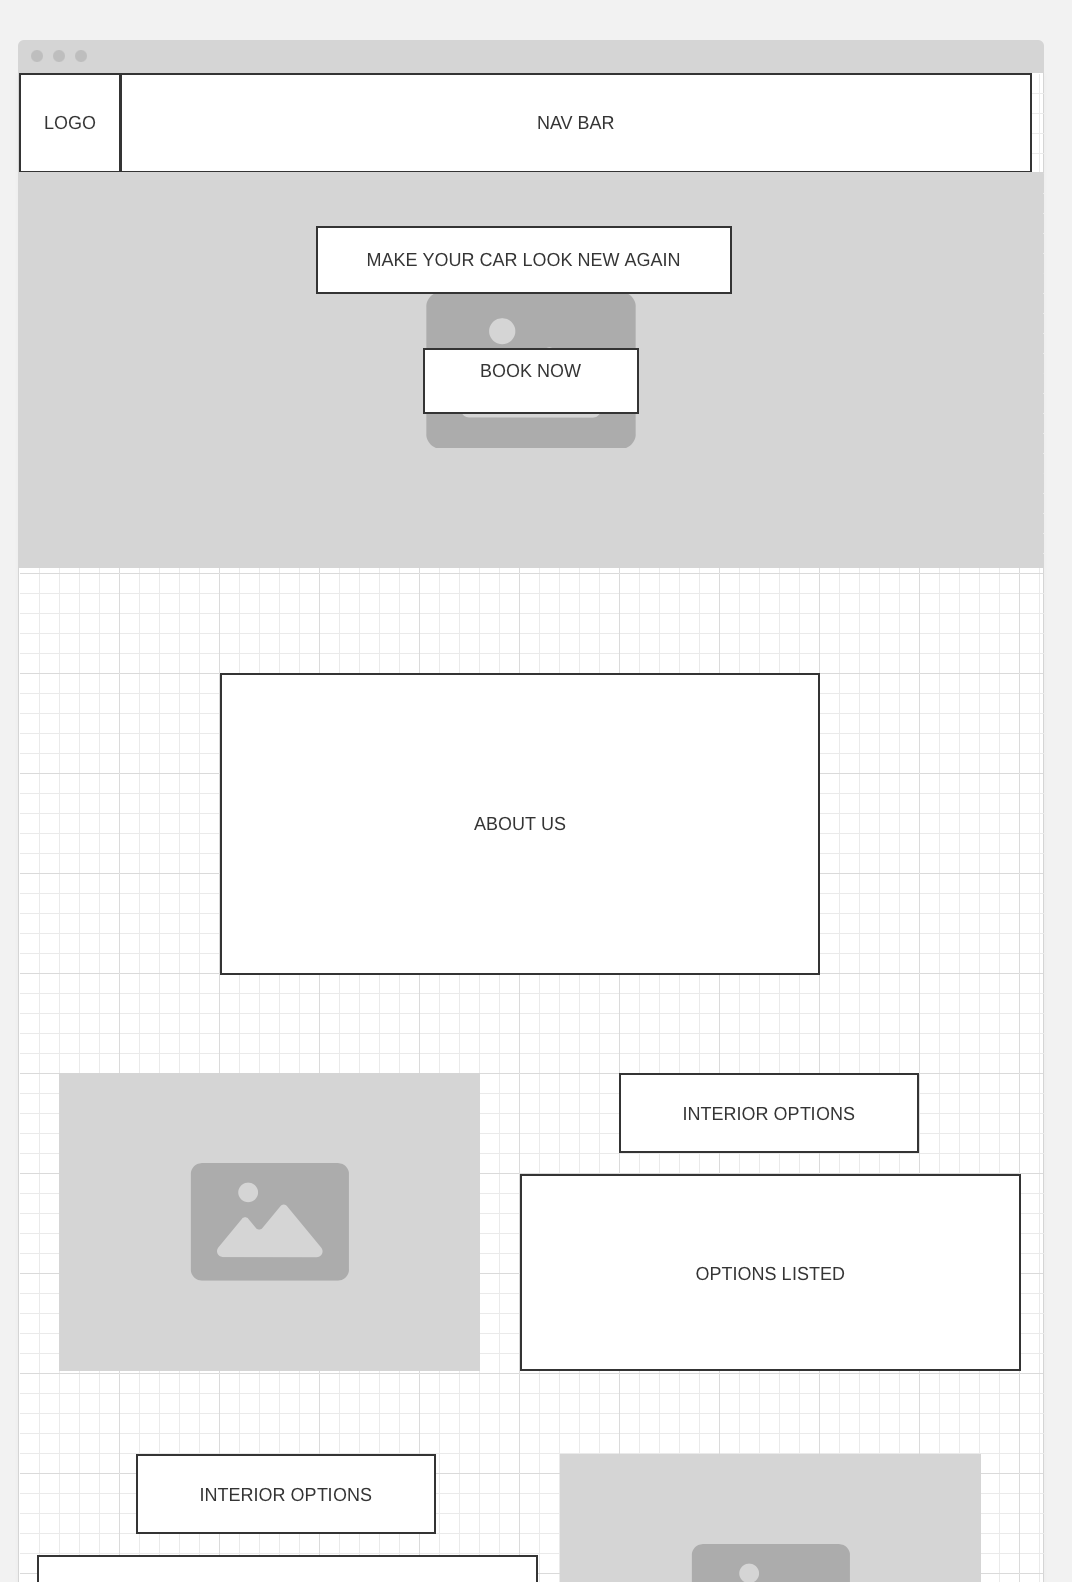 LOGO
NAV BAR
MAKE YOUR CAR LOOK NEW AGAIN
BOOK NOW
ABOUT US
INTERIOR OPTIONS
OPTIONS LISTED
INTERIOR OPTIONS